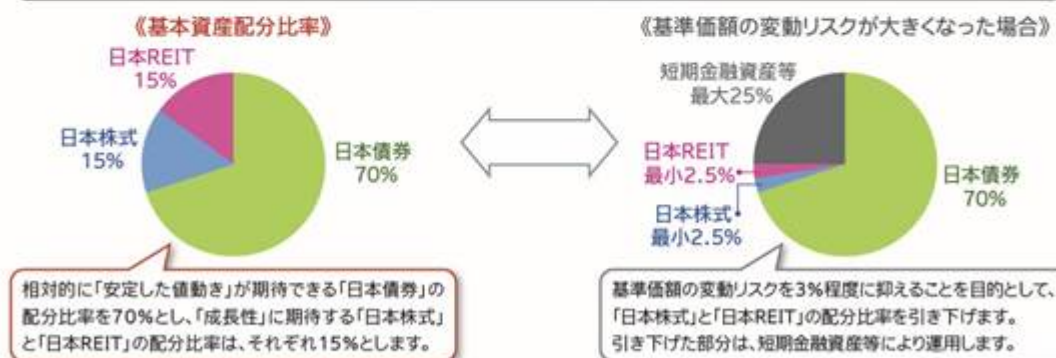 《基本資産配分比率》
日本REIT
15%
日本株式
15%
日本債券
70%
相対的に「安定した値動き」が期待できる「日本債券」の
配分比率を70%とし、「成長性」に期待する「日本株式」
と「日本REIT」の配分比率は、それぞれ15%とします。
《基準価額の変動リスクが大きくなった場合》
短期金融資産等
最大25%
日本REIT
最小2.5%
日本株式
最小2.5%
日本債券
70%
基準価額の変動リスクを3%程度に抑えることを目的として、
「日本株式」と「日本REIT」の配分比率を引き下げます。
引き下げた部分は、短期金融資産等により運用します。